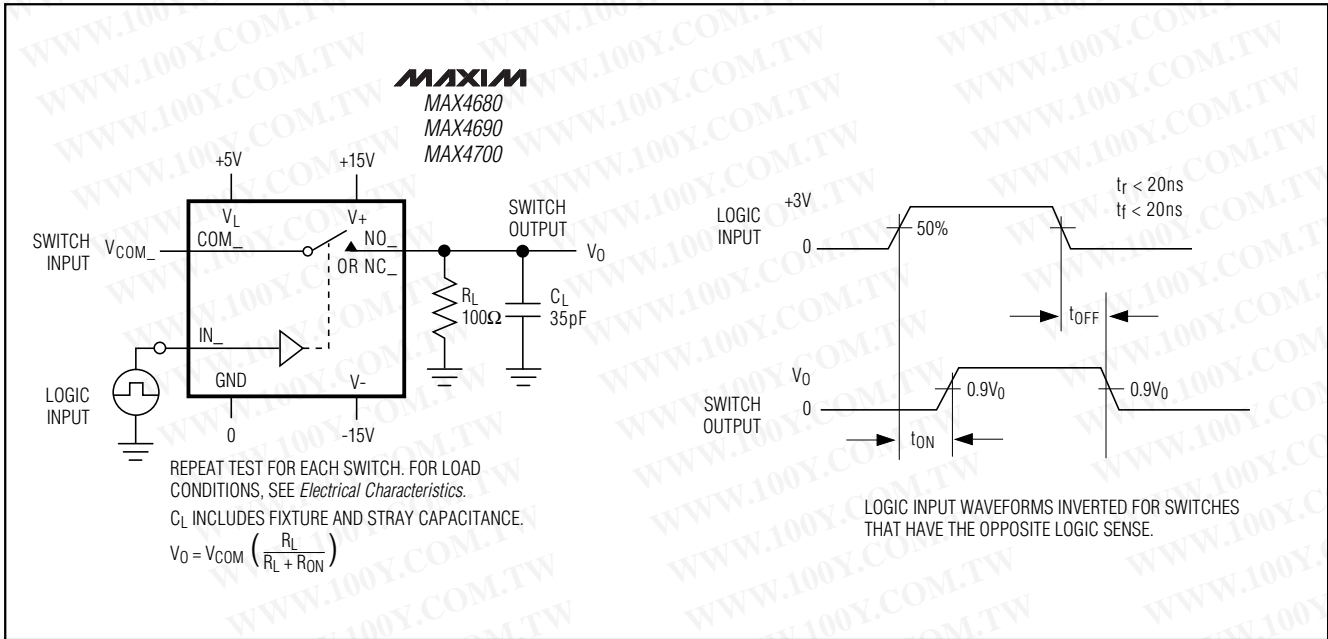 MAXIM
MAX4680
MAX4690
MAX4700
+5V
+15V
VL
V+
SWITCH
INPUT
VCOM_
COM_
NO_
OR NC_
SWITCH
OUTPUT
VO
RL
100Ω
CL
35pF
IN_
LOGIC
INPUT
GND
V-
0
-15V
REPEAT TEST FOR EACH SWITCH. FOR LOAD
CONDITIONS, SEE Electrical Characteristics.
CL INCLUDES FIXTURE AND STRAY CAPACITANCE.
VO = VCOM ( RL / RL + RON )
LOGIC
INPUT
+3V
0
50%
tr < 20ns
tf < 20ns
tOFF
SWITCH
OUTPUT
VO
0
0.9V0
0.9V0
tON
LOGIC INPUT WAVEFORMS INVERTED FOR SWITCHES
THAT HAVE THE OPPOSITE LOGIC SENSE.
WWW.100Y.COM.TW